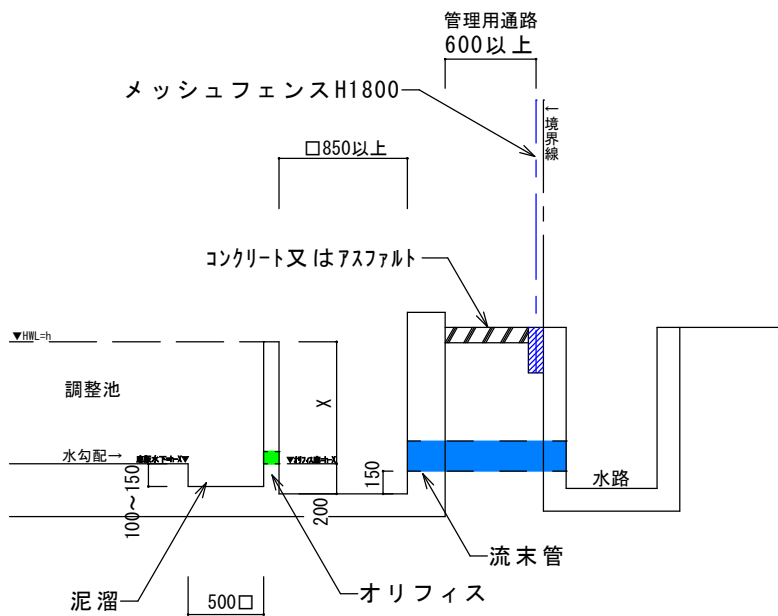 管理用通路
600以上
メッシュフェンスH1800
←境界線
□850以上
コンクリート又はアスファルト
▼HWL=h
調整池
X
水勾配→
150
水路
100～150
200
流末管
オリフィス
泥溜
500□